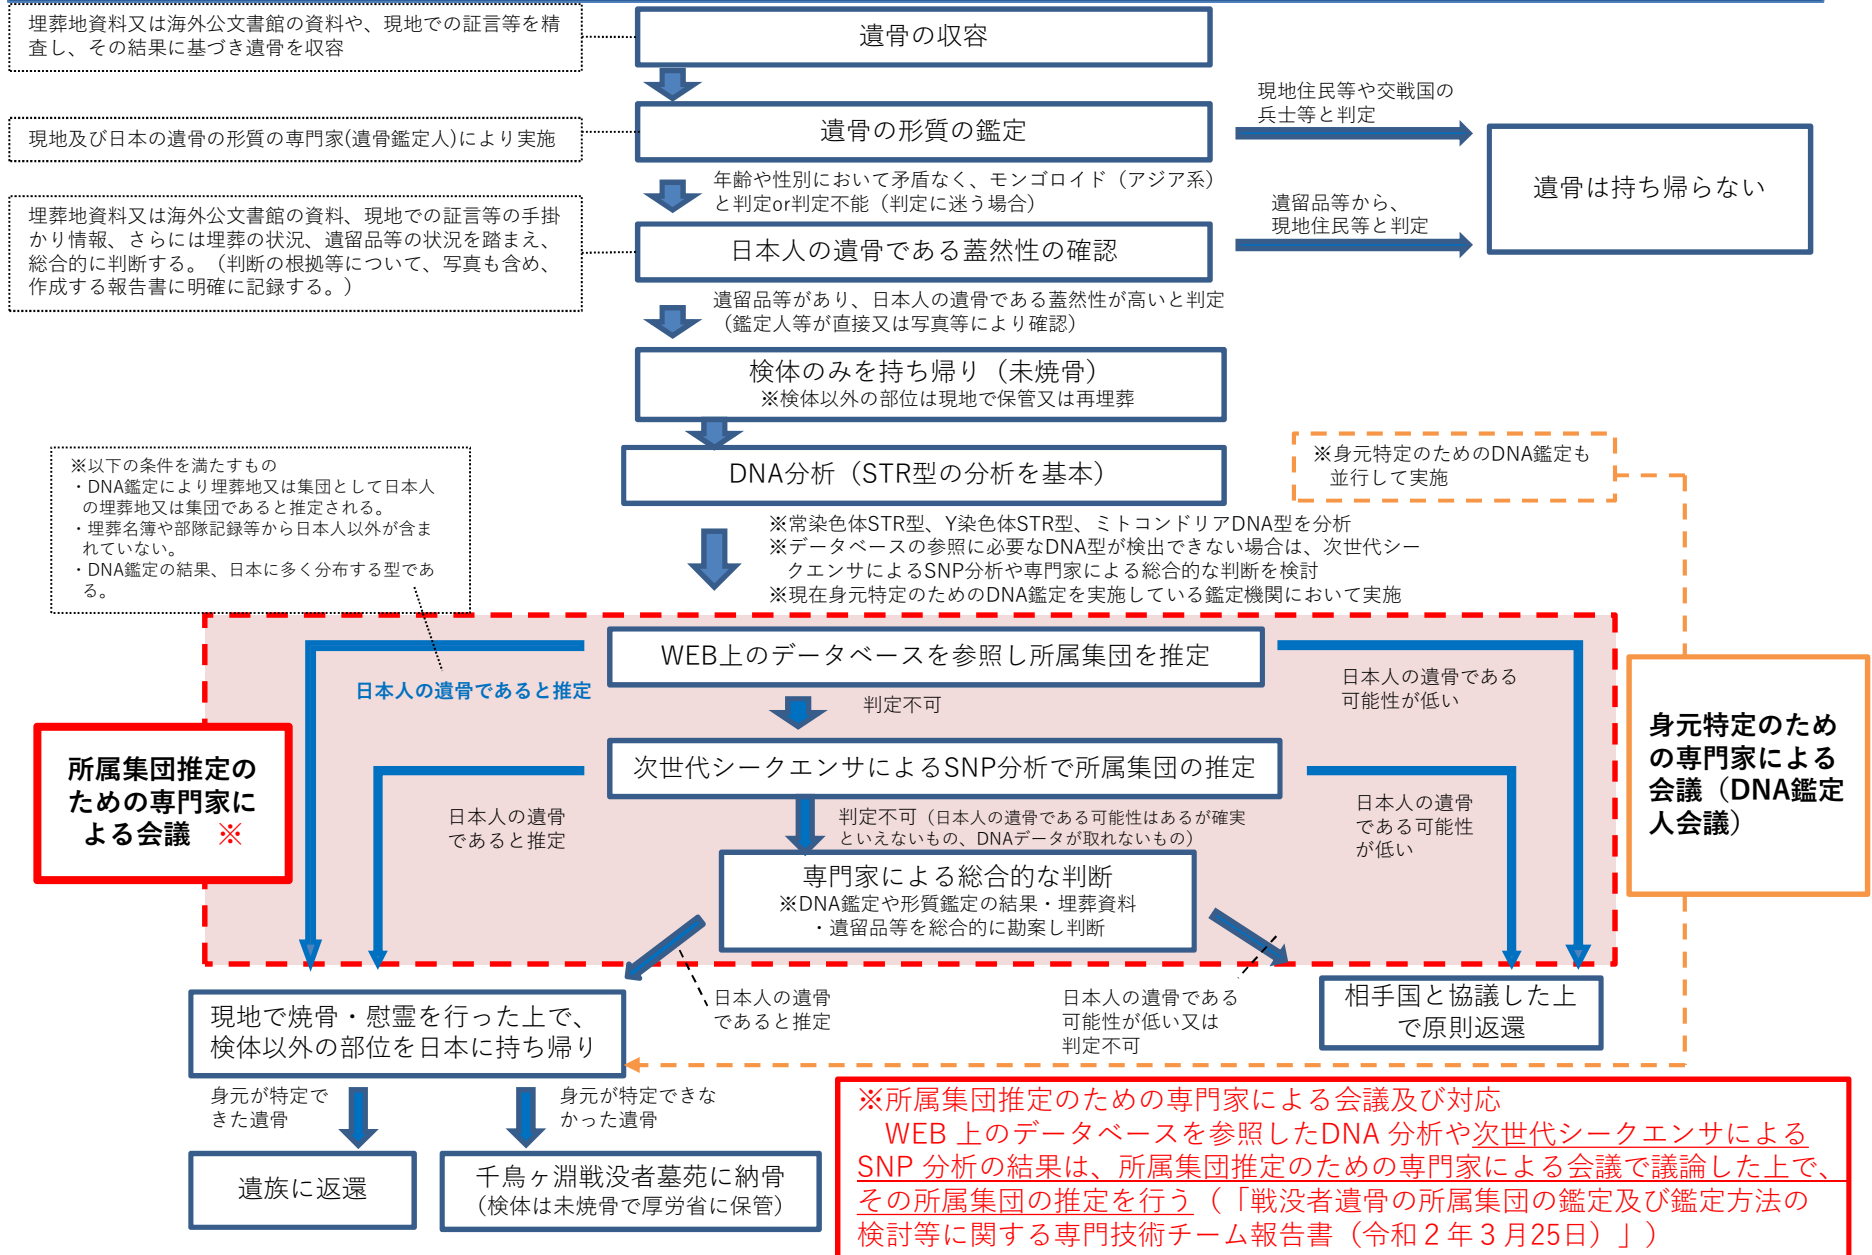 埋葬地資料又は海外公文書館の資料や、現地での証言等を精
査し、その結果に基づき遺骨を収容
遺骨の収容
現地及び日本の遺骨の形質の専門家(遺骨鑑定人)により実施
遺骨の形質の鑑定
現地住民等や交戦国の
兵士等と判定
遺骨は持ち帰らない
年齢や性別において矛盾なく、モンゴロイド（アジア系）
と判定or判定不能（判定に迷う場合）
埋葬地資料又は海外公文書館の資料、現地での証言等の手掛
かり情報、さらには埋葬の状況、遺留品等の状況を踏まえ、
総合的に判断する。（判断の根拠等について、写真も含め、
作成する報告書に明確に記録する。）
日本人の遺骨である蓋然性の確認
遺留品等から、
現地住民等と判定
遺留品等があり、日本人の遺骨である蓋然性が高いと判定
（鑑定人等が直接又は写真等により確認）
検体のみを持ち帰り（未焼骨）
※検体以外の部位は現地で保管又は再埋葬
DNA分析（STR型の分析を基本）
※身元特定のためのDNA鑑定も
並行して実施
※以下の条件を満たすもの
・DNA鑑定により埋葬地又は集団として日本人
の埋葬地又は集団であると推定される。
・埋葬名簿や部隊記録等から日本人以外が含ま
れていない。
・DNA鑑定の結果、日本に多く分布する型であ
る。
※常染色体STR型、Y染色体STR型、ミトコンドリアDNA型を分析
※データベースの参照に必要なDNA型が検出できない場合は、次世代シー
クエンサによるSNP分析や専門家による総合的な判断を検討
※現在身元特定のためのDNA鑑定を実施している鑑定機関において実施
WEB上のデータベースを参照し所属集団を推定
日本人の遺骨であると推定
判定不可
日本人の遺骨である
可能性が低い
所属集団推定の
ための専門家に
よる会議　※
身元特定のため
の専門家による
会議（DNA鑑定
人会議）
次世代シークエンサによるSNP分析で所属集団の推定
日本人の遺骨
であると推定
判定不可（日本人の遺骨である可能性はあるが確実
といえないもの、DNAデータが取れないもの）
日本人の遺骨
である可能性
が低い
専門家による総合的な判断
※DNA鑑定や形質鑑定の結果・埋葬資料
・遺留品等を総合的に勘案し判断
日本人の遺骨
であると推定
日本人の遺骨である
可能性が低い又は
判定不可
現地で焼骨・慰霊を行った上で、
検体以外の部位を日本に持ち帰り
相手国と協議した上
で原則返還
身元が特定で
きた遺骨
身元が特定できな
かった遺骨
遺族に返還
千鳥ヶ淵戦没者墓苑に納骨
（検体は未焼骨で厚労省に保管）
※所属集団推定のための専門家による会議及び対応
WEB 上のデータベースを参照したDNA 分析や次世代シークエンサによる
SNP 分析の結果は、所属集団推定のための専門家による会議で議論した上で、
その所属集団の推定を行う（「戦没者遺骨の所属集団の鑑定及び鑑定方法の
検討等に関する専門技術チーム報告書（令和２年３月25日）」）